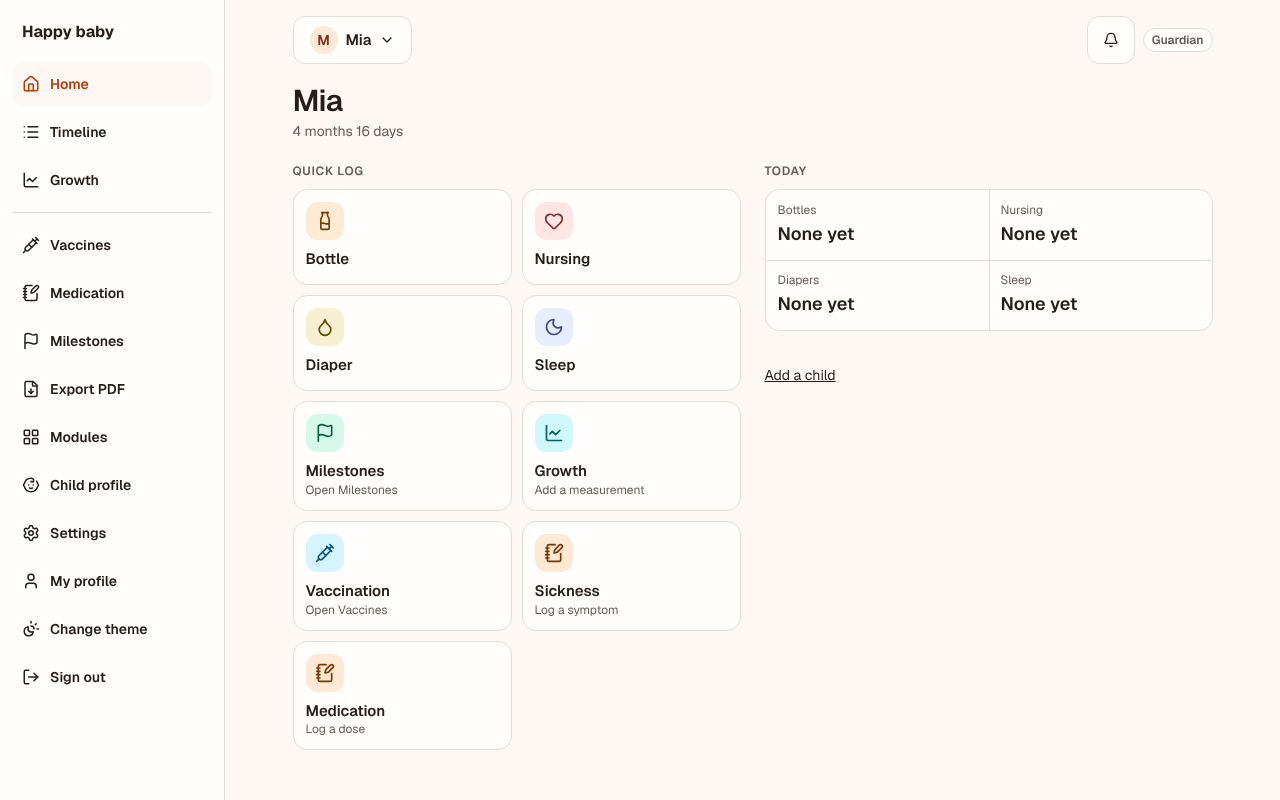 Happy baby
Home
Timeline
Growth
Vaccines
Medication
Milestones
Export PDF
Modules
Child profile
Settings
My profile
Change theme
Sign out
M Mia
Guardian
Mia
4 months 16 days
QUICK LOG
Bottle
Nursing
Diaper
Sleep
Milestones
Open Milestones
Growth
Add a measurement
Vaccination
Open Vaccines
Sickness
Log a symptom
Medication
Log a dose
TODAY
Bottles
None yet
Nursing
None yet
Diapers
None yet
Sleep
None yet
Add a child